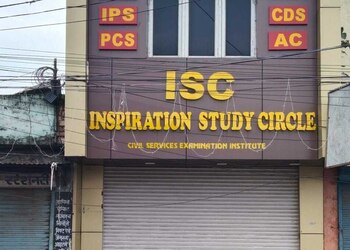 IPS
CDS
PCS
AC
ISC
INSPIRATION STUDY CIRCLE
CIVIL SERVICES EXAMINATION INSTITUTE